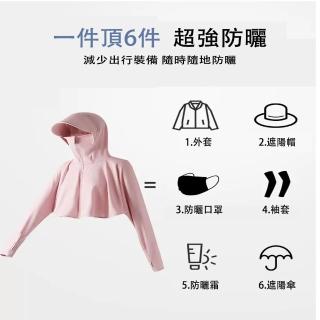 一件頂6件 超強防曬
減少出行裝備 隨時隨地防曬
=
1.外套
2.遮陽帽
3.防曬口罩
4.袖套
5.防曬霜
6.遮陽傘